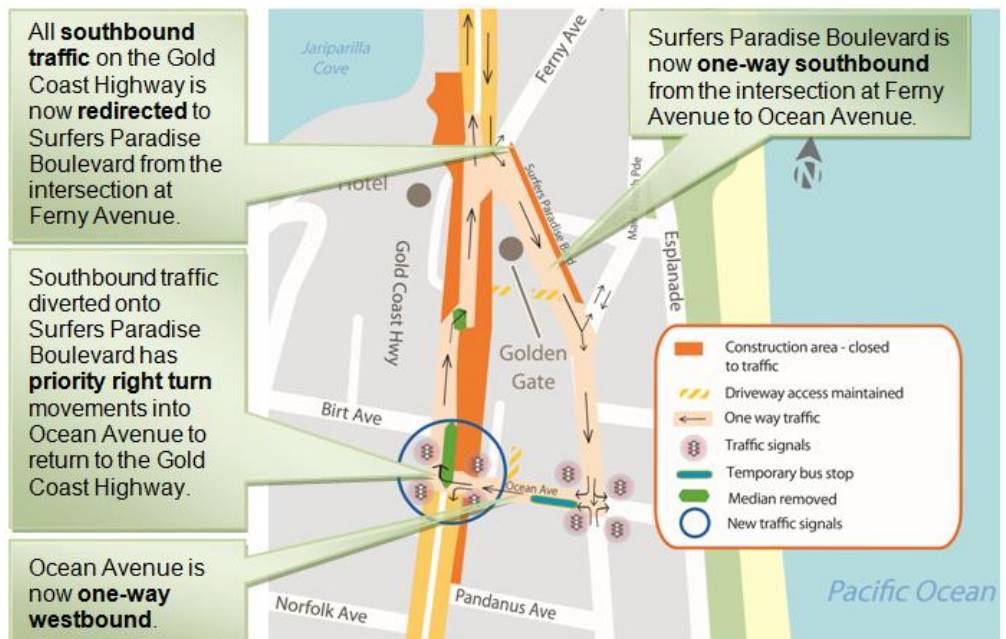 All southbound
traffic on the Gold
Coast Highway is
now redirected to
Surfers Paradise
Boulevard from the
intersection at
Ferny Avenue.
Surfers Paradise Boulevard is
now one-way southbound
from the intersection at Ferny
Avenue to Ocean Avenue.
Southbound traffic
diverted onto
Surfers Paradise
Boulevard has
priority right turn
movements into
Ocean Avenue to
return to the Gold
Coast Highway.
Ocean Avenue is
now one-way
westbound.
Jariparilla
Cove
Ferny Ave
N
Hotel
Surfers Paradise
Pde
Esplanade
Gold Coast Hwy
Golden
Gate
Birt Ave
Ocean Ave
Norfolk Ave
Pandanus Ave
Pacific Ocean
Construction area - closed
to traffic
Driveway access maintained
One way traffic
Traffic signals
Temporary bus stop
Median removed
New traffic signals